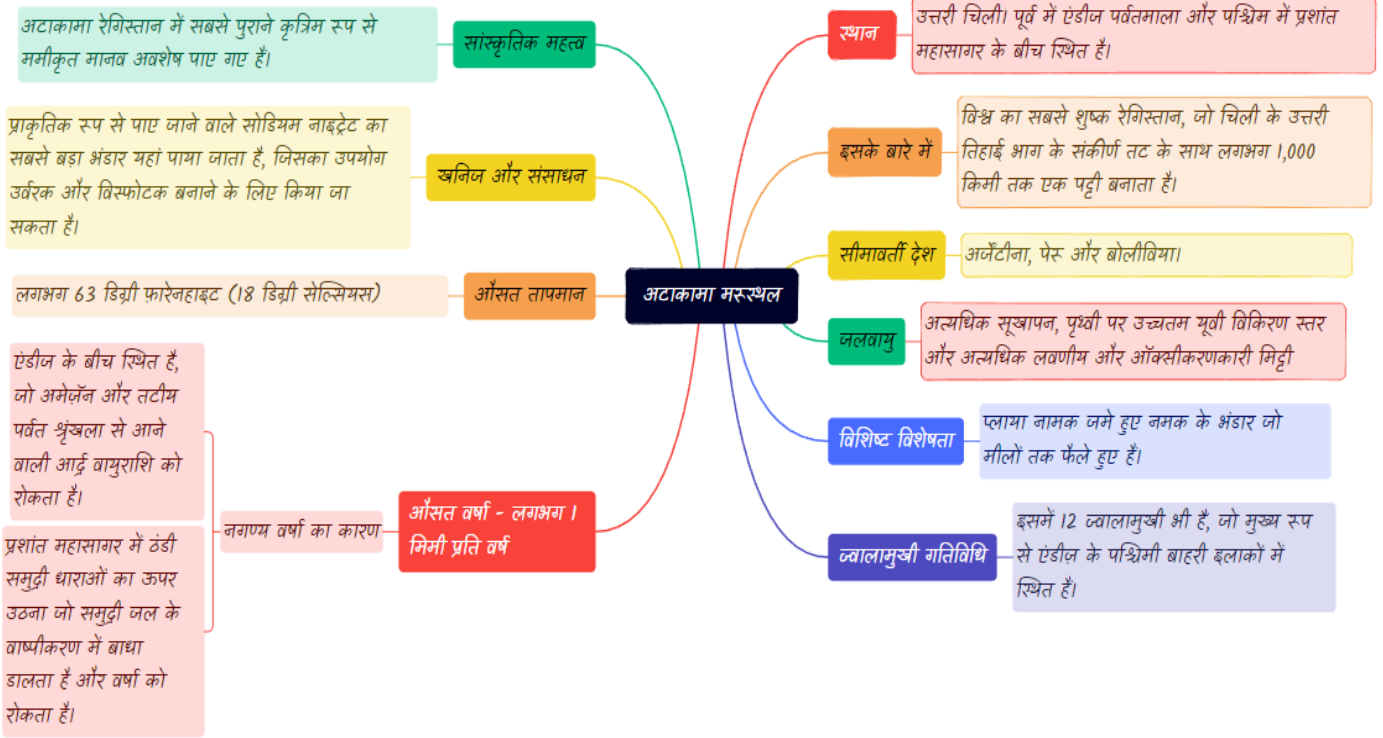 अटाकामा मरूस्थल
स्थान
उत्तरी चिली। पूर्व में एंडीज पर्वतमाला और पश्चिम में प्रशांत
महासागर के बीच स्थित है।
इसके बारे में
विश्व का सबसे शुष्क रेगिस्तान, जो चिली के उत्तरी
तिहाई भाग के संकीर्ण तट के साथ लगभग 1,000
किमी तक एक पट्टी बनाता है।
सीमावर्ती देश
अर्जेंटीना, पेरू और बोलीविया।
जलवायु
अत्यधिक सूखापन, पृथ्वी पर उच्चतम यूवी विकिरण स्तर
और अत्यधिक लवणीय और ऑक्सीकरणकारी मिट्टी
विशिष्ट विशेषता
प्लाया नामक जमे हुए नमक के भंडार जो
मीलों तक फैले हुए हैं।
ज्वालामुखी गतिविधि
इसमें 12 ज्वालामुखी भी है, जो मुख्य रूप
से एंडीज़ के पश्चिमी बाहरी इलाकों में
स्थित हैं।
सांस्कृतिक महत्व
अटाकामा रेगिस्तान में सबसे पुराने कृत्रिम रूप से
ममीकृत मानव अवशेष पाए गए हैं।
खनिज और संसाधन
प्राकृतिक रूप से पाए जाने वाले सोडियम नाइट्रेट का
सबसे बड़ा भंडार यहां पाया जाता है, जिसका उपयोग
उर्वरक और विस्फोटक बनाने के लिए किया जा
सकता है।
औसत तापमान
लगभग 63 डिग्री फ़ारेनहाइट (18 डिग्री सेल्सियस)
औसत वर्षा - लगभग 1
मिमी प्रति वर्ष
नगण्य वर्षा का कारण
एंडीज के बीच स्थित है,
जो अमेज़ॅन और तटीय
पर्वत श्रृंखला से आने
वाली आर्द्र वायुराशि को
रोकता है।
प्रशांत महासागर में ठंडी
समुद्री धाराओं का ऊपर
उठना जो समुद्री जल के
वाष्पीकरण में बाधा
डालता है और वर्षा को
रोकता है।